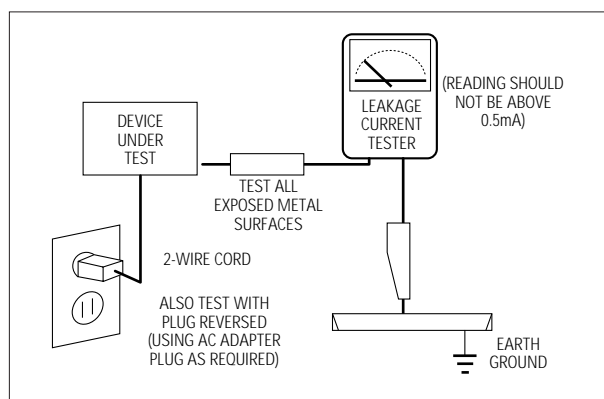 DEVICE
UNDER
TEST
LEAKAGE
CURRENT
TESTER
(READING SHOULD
NOT BE ABOVE
0.5mA)
TEST ALL
EXPOSED METAL
SURFACES
2-WIRE CORD
ALSO TEST WITH
PLUG REVERSED
(USING AC ADAPTER
PLUG AS REQUIRED)
EARTH
GROUND